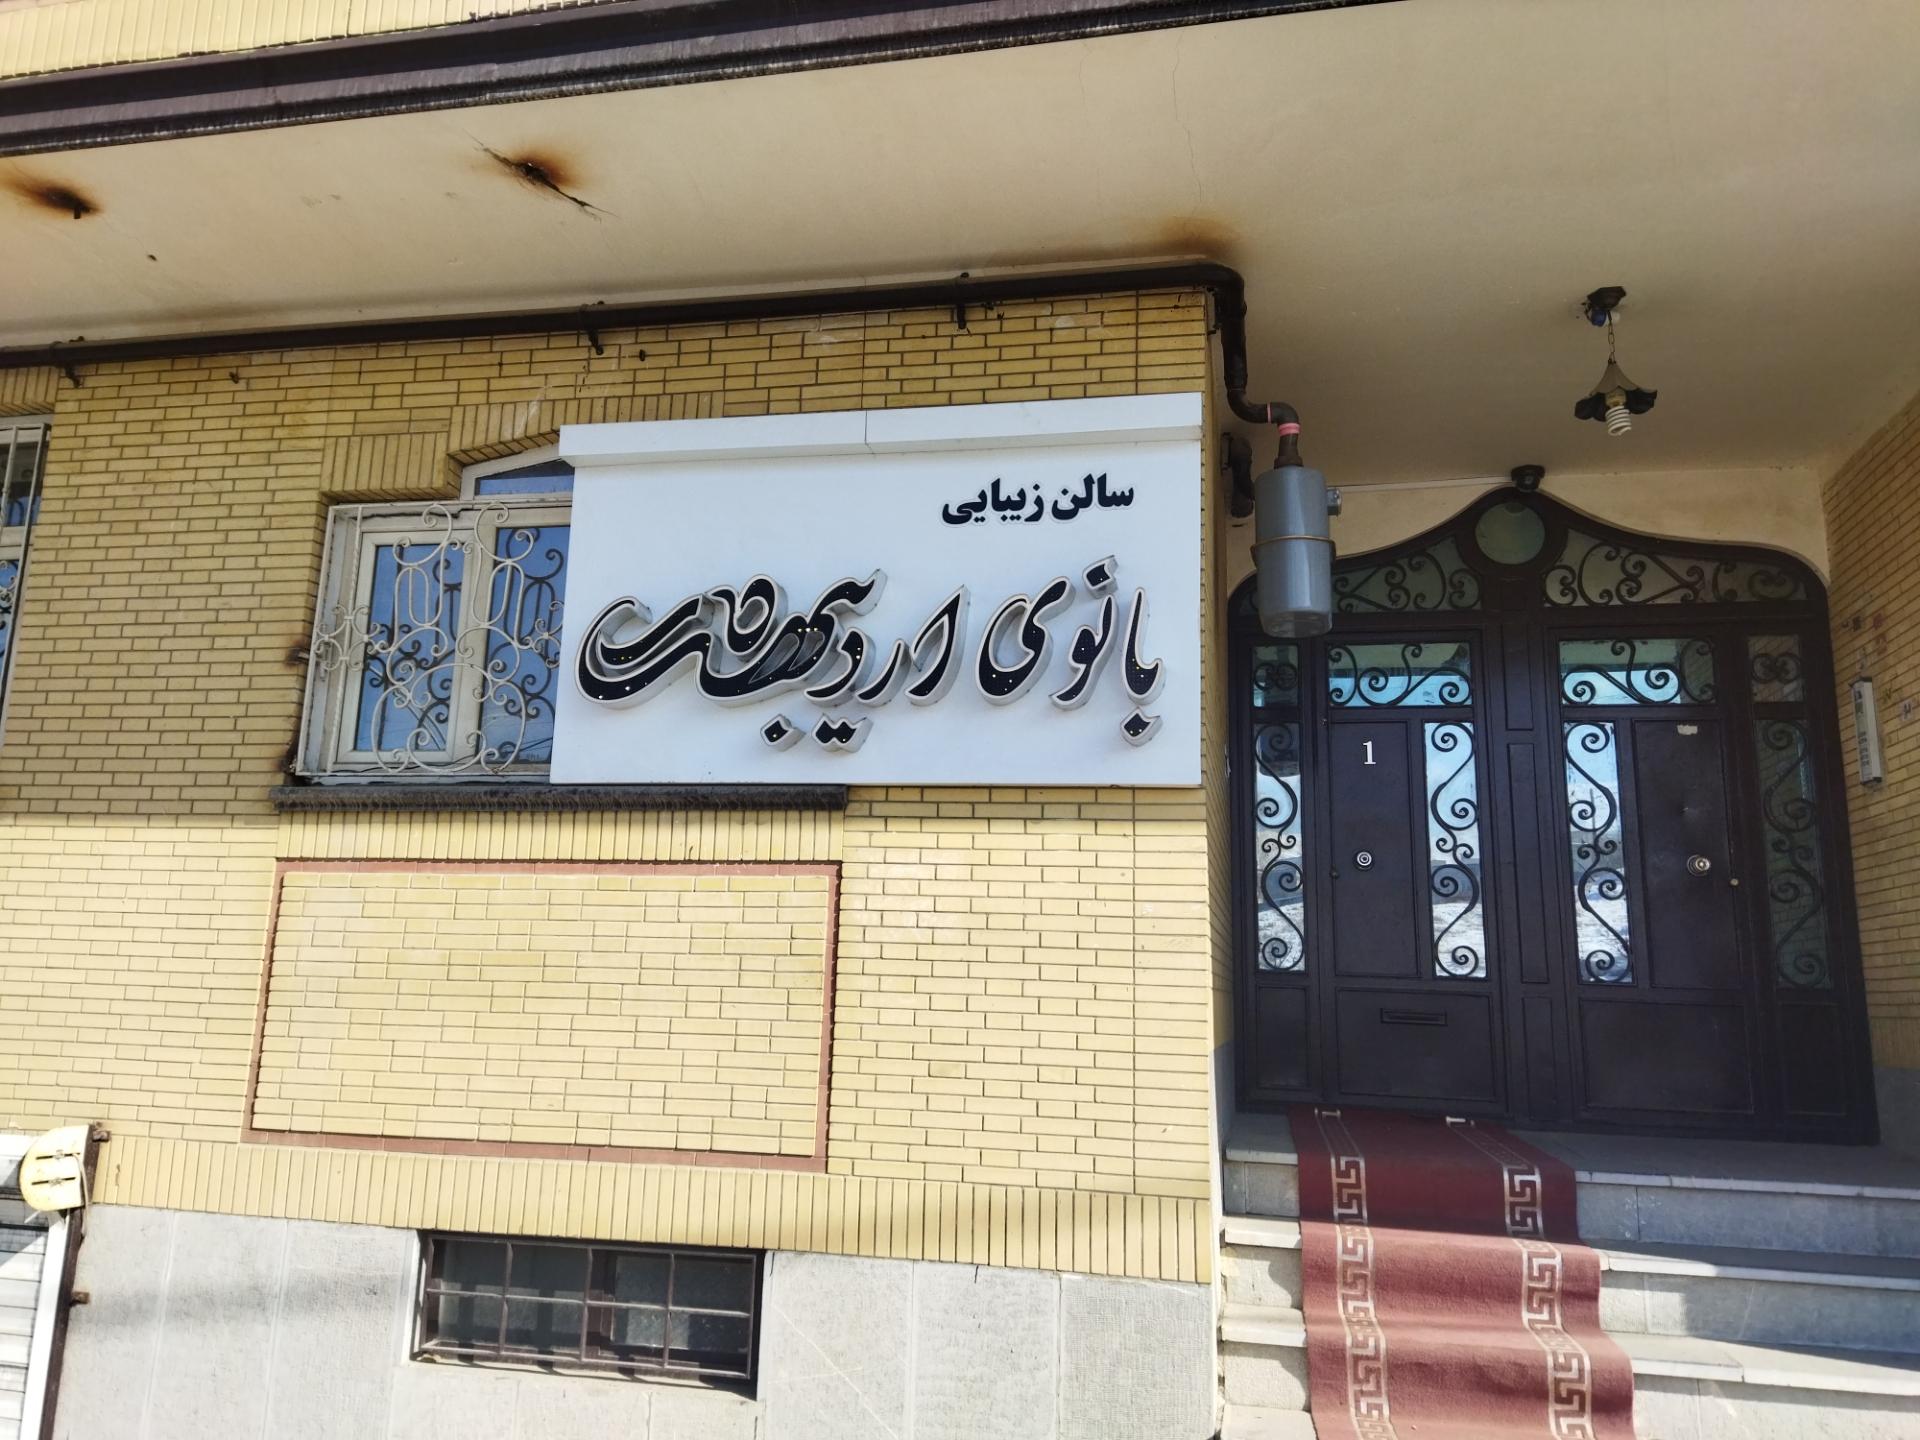 سالن زیبایی
بانوی اردیبهشت
1